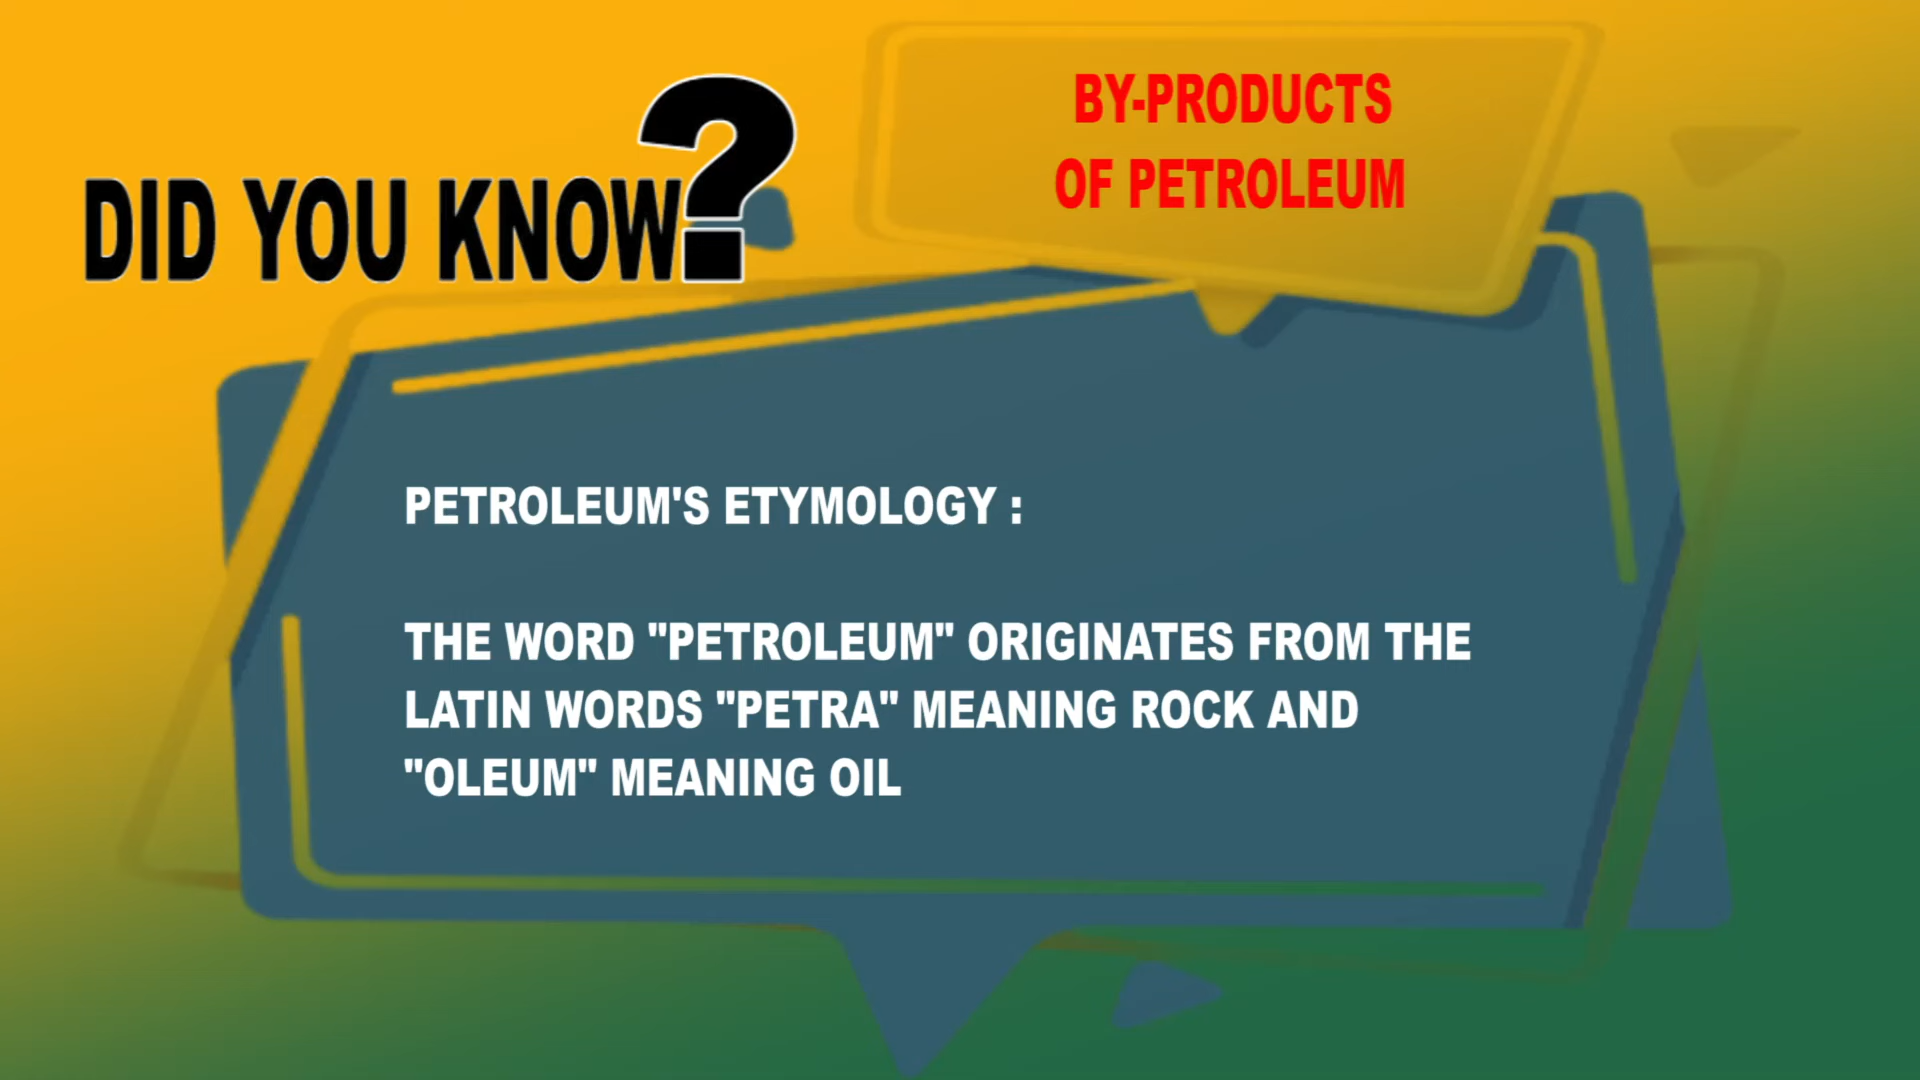 DID YOU KNOW?
BY-PRODUCTS
OF PETROLEUM
PETROLEUM'S ETYMOLOGY :
THE WORD "PETROLEUM" ORIGINATES FROM THE
LATIN WORDS "PETRA" MEANING ROCK AND
"OLEUM" MEANING OIL